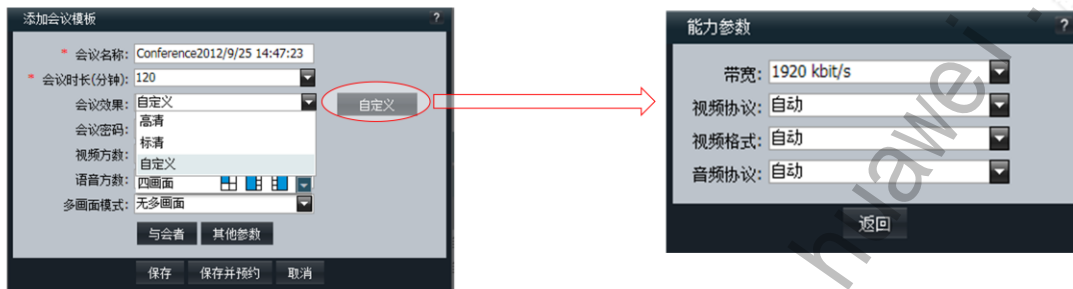 添加会议模板 ?
* 会议名称: Conference2012/9/25 14:47:23
* 会议时长(分钟): 120
会议效果: 自定义 自定义
高清
会议密码:
标清
视频方数:
自定义
语音方数: 四画面
多画面模式: 无多画面
与会者 其他参数
保存 保存并预约 取消
能力参数 ?
带宽: 1920 kbit/s
视频协议: 自动
视频格式: 自动
音频协议: 自动
返回
huawei